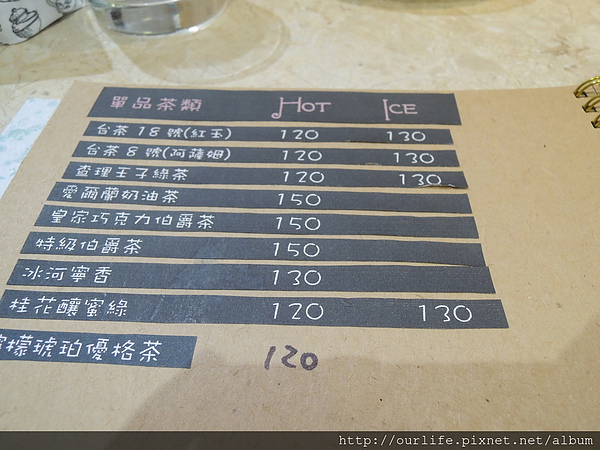 單品茶類 HOT ICE
台茶18號(紅玉) 120 130
台茶8號(阿薩姆) 120 130
查理王子綠茶 120 130
愛爾蘭奶油茶 150
皇家巧克力伯爵茶 150
特級伯爵茶 150
冰河寧香 130
桂花釀蜜綠 120 130
檸檬琥珀優格茶 120
http://ourlife.pixnet.net/album